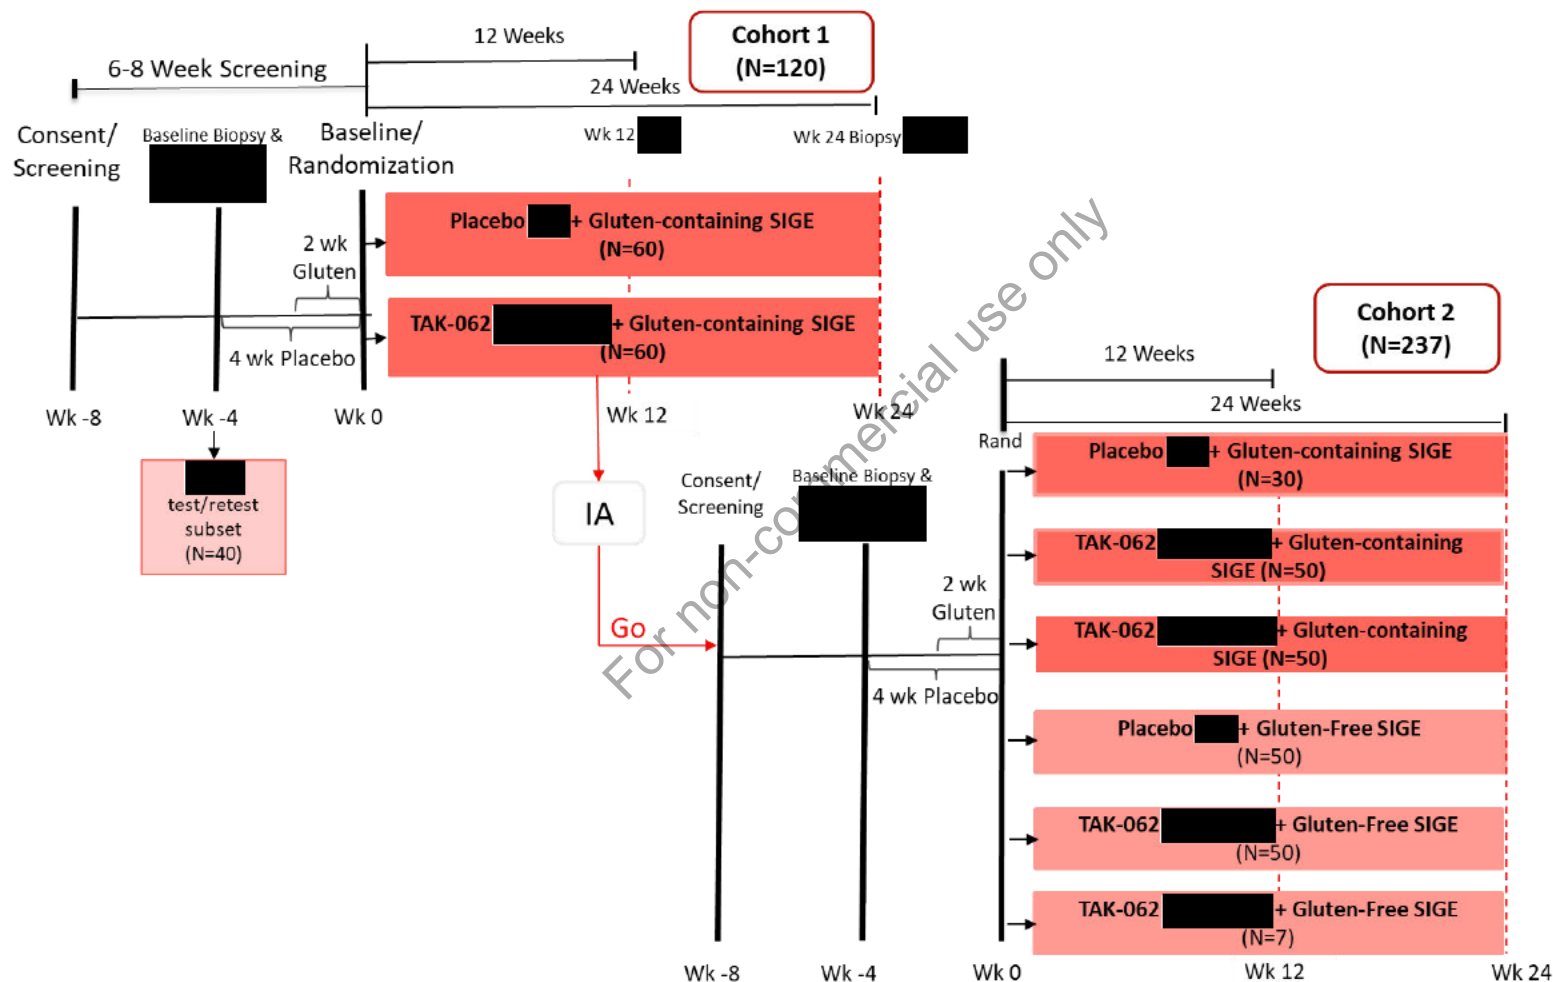 12 Weeks
Cohort 1
(N=120)
6-8 Week Screening
24 Weeks
Consent/
Screening
Baseline Biopsy &
Baseline/
Randomization
Wk 12
Wk 24 Biopsy
Placebo + Gluten-containing SIGE
(N=60)
2 wk
Gluten
TAK-062 + Gluten-containing SIGE
(N=60)
4 wk Placebo
Wk -8
Wk -4
Wk 0
Wk 12
Wk 24
test/retest
subset
(N=40)
IA
Go
For non-commercial use only
Cohort 2
(N=237)
12 Weeks
24 Weeks
Rand
Consent/
Screening
Baseline Biopsy &
Placebo + Gluten-containing SIGE
(N=30)
TAK-062 + Gluten-containing
SIGE (N=50)
2 wk
Gluten
TAK-062 + Gluten-containing
SIGE (N=50)
4 wk Placebo
Placebo + Gluten-Free SIGE
(N=50)
TAK-062 + Gluten-Free SIGE
(N=50)
TAK-062 + Gluten-Free SIGE
(N=7)
Wk -8
Wk -4
Wk 0
Wk 12
Wk 24